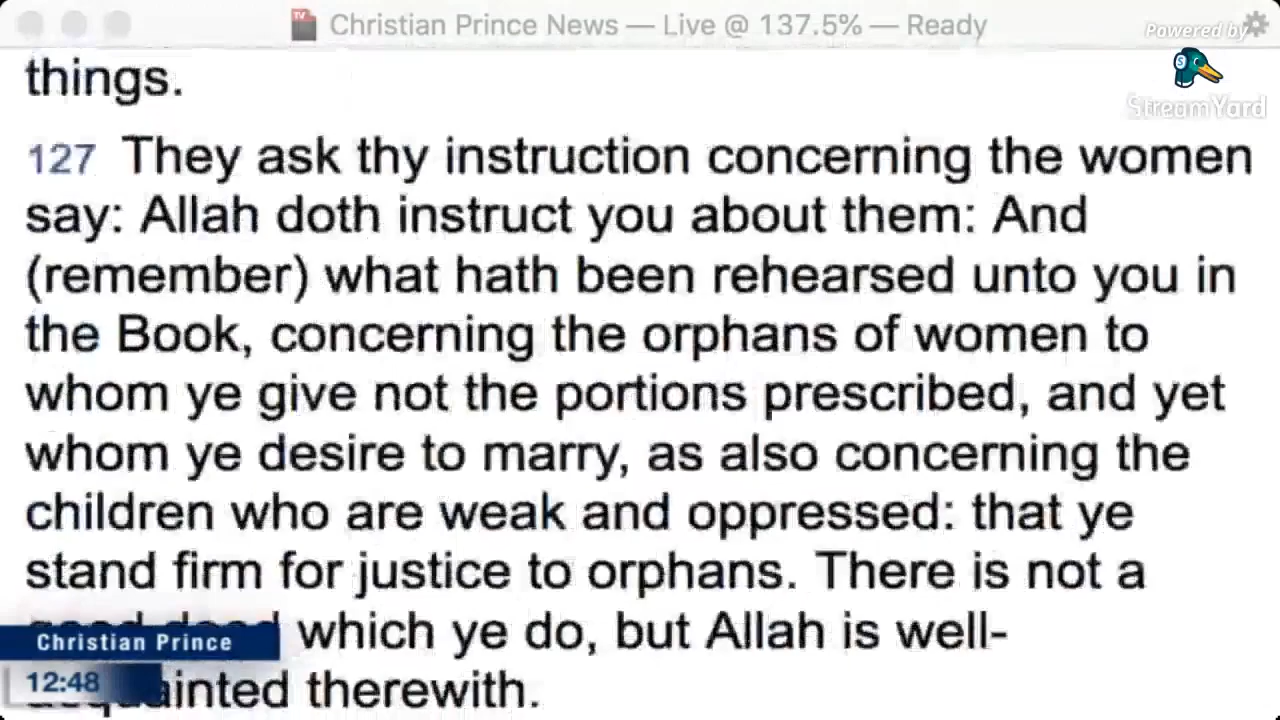 Christian Prince News — Live @ 137.5% — Ready
Powered by
StreamYard
things.
127 They ask thy instruction concerning the women
say: Allah doth instruct you about them: And
(remember) what hath been rehearsed unto you in
the Book, concerning the orphans of women to
whom ye give not the portions prescribed, and yet
whom ye desire to marry, as also concerning the
children who are weak and oppressed: that ye
stand firm for justice to orphans. There is not a
which ye do, but Allah is well-
therewith.
Christian Prince
12:48